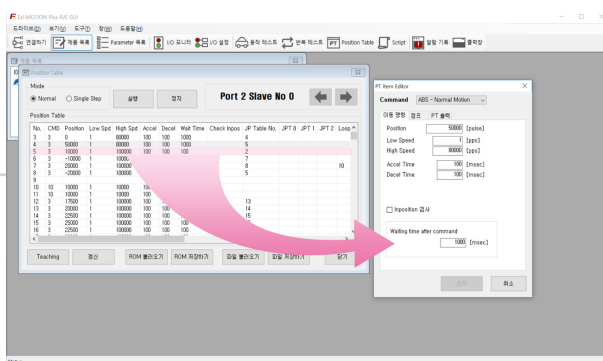 Ezi-MOTION Plus-R/E GUI
드라이브(D) 보기(V) 도구(T) 창(W) 도움말(H)
연결하기 제품 목록 Parameter 목록 I/O 모니터 I/O 설정 동작 테스트 반복 테스트 PT Position Table Script 알람 기록 출력창
제품 목록
Position Table
Mode
Normal Single Step 실행 정지 Port 2 Slave No 0
Position Table
No. CMD Position Low Spd High Spd Accel Decel Wait Time Check Inpos JP Table No. JPT 0 JPT 1 JPT 2 Loop
3 3 0 1 80000 100 100 1000 4
4 3 50000 1 80000 100 100 1000 5
5 3 10000 1 100000 100 100 100 2
6 3 -10000 1 7
7 3 20000 1 100000 8 10
8 3 -20000 1 100000 5
9
10 10 10000 1 10000 100
11 10 10000 1 10000 100
12 3 17500 1 100000 100 13
13 3 20000 1 100000 100 14
14 3 22500 1 100000 100 100 15
15 3 25000 1 100000 100 100 100
16 3 22500 1 100000 100 100 100
Teaching 갱신 ROM 불러오기 ROM 저장하기 파일 불러오기 파일 저장하기 닫기
PT Item Editor
Command ABS - Normal Motion
이동 명령 점프 PT 출력
Position 50000 [pulse]
Low Speed 1 [pps]
High Speed 80000 [pps]
Accel Time 100 [msec]
Decel Time 100 [msec]
Inposition 검사
Waiting time after command
1000 [msec]
쓰기 취소